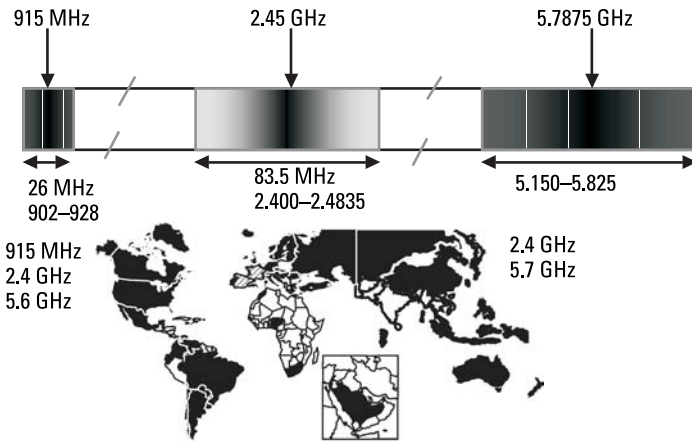 915 MHz
2.45 GHz
5.7875 GHz
26 MHz
902–928
83.5 MHz
2.400–2.4835
5.150–5.825
915 MHz
2.4 GHz
5.6 GHz
2.4 GHz
5.7 GHz